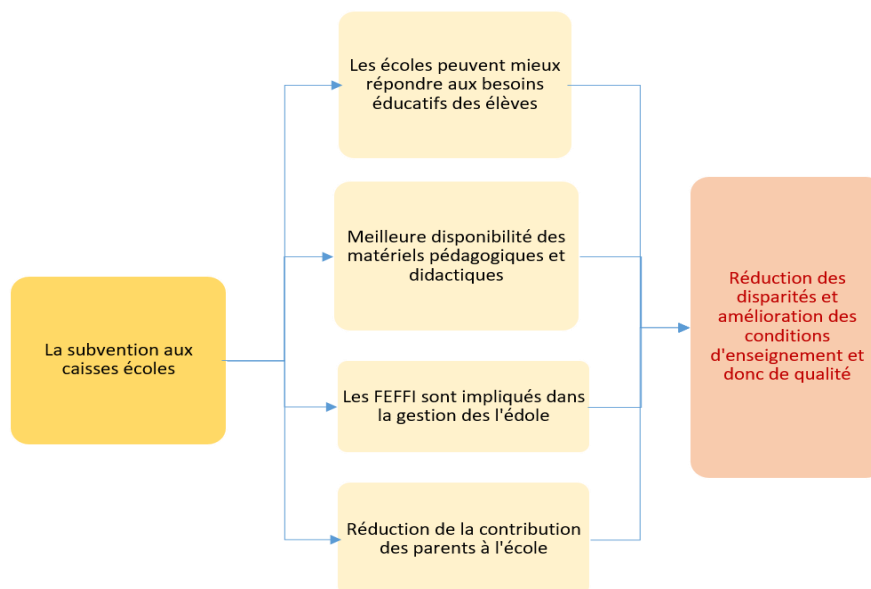 Les écoles peuvent mieux
répondre aux besoins
éducatifs des élèves
Meilleure disponibilité des
matériels pédagogiques et
didactiques
La subvention aux
caisses écoles
Les FEFFI sont impliqués dans
la gestion des l'édole
Réduction de la contribution
des parents à l'école
Réduction des
disparités et
amélioration des
conditions
d'enseignement et
donc de qualité